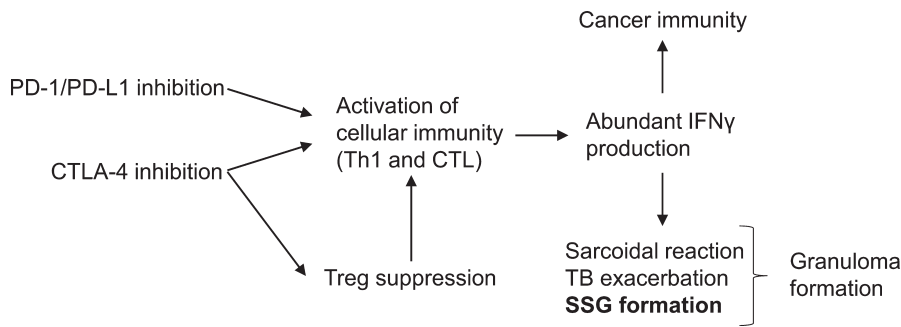 Cancer immunity
PD-1/PD-L1 inhibition
Activation of
cellular immunity
(Th1 and CTL)
Abundant IFNγ
production
CTLA-4 inhibition
Treg suppression
Sarcoidal reaction
TB exacerbation
SSG formation
Granuloma
formation